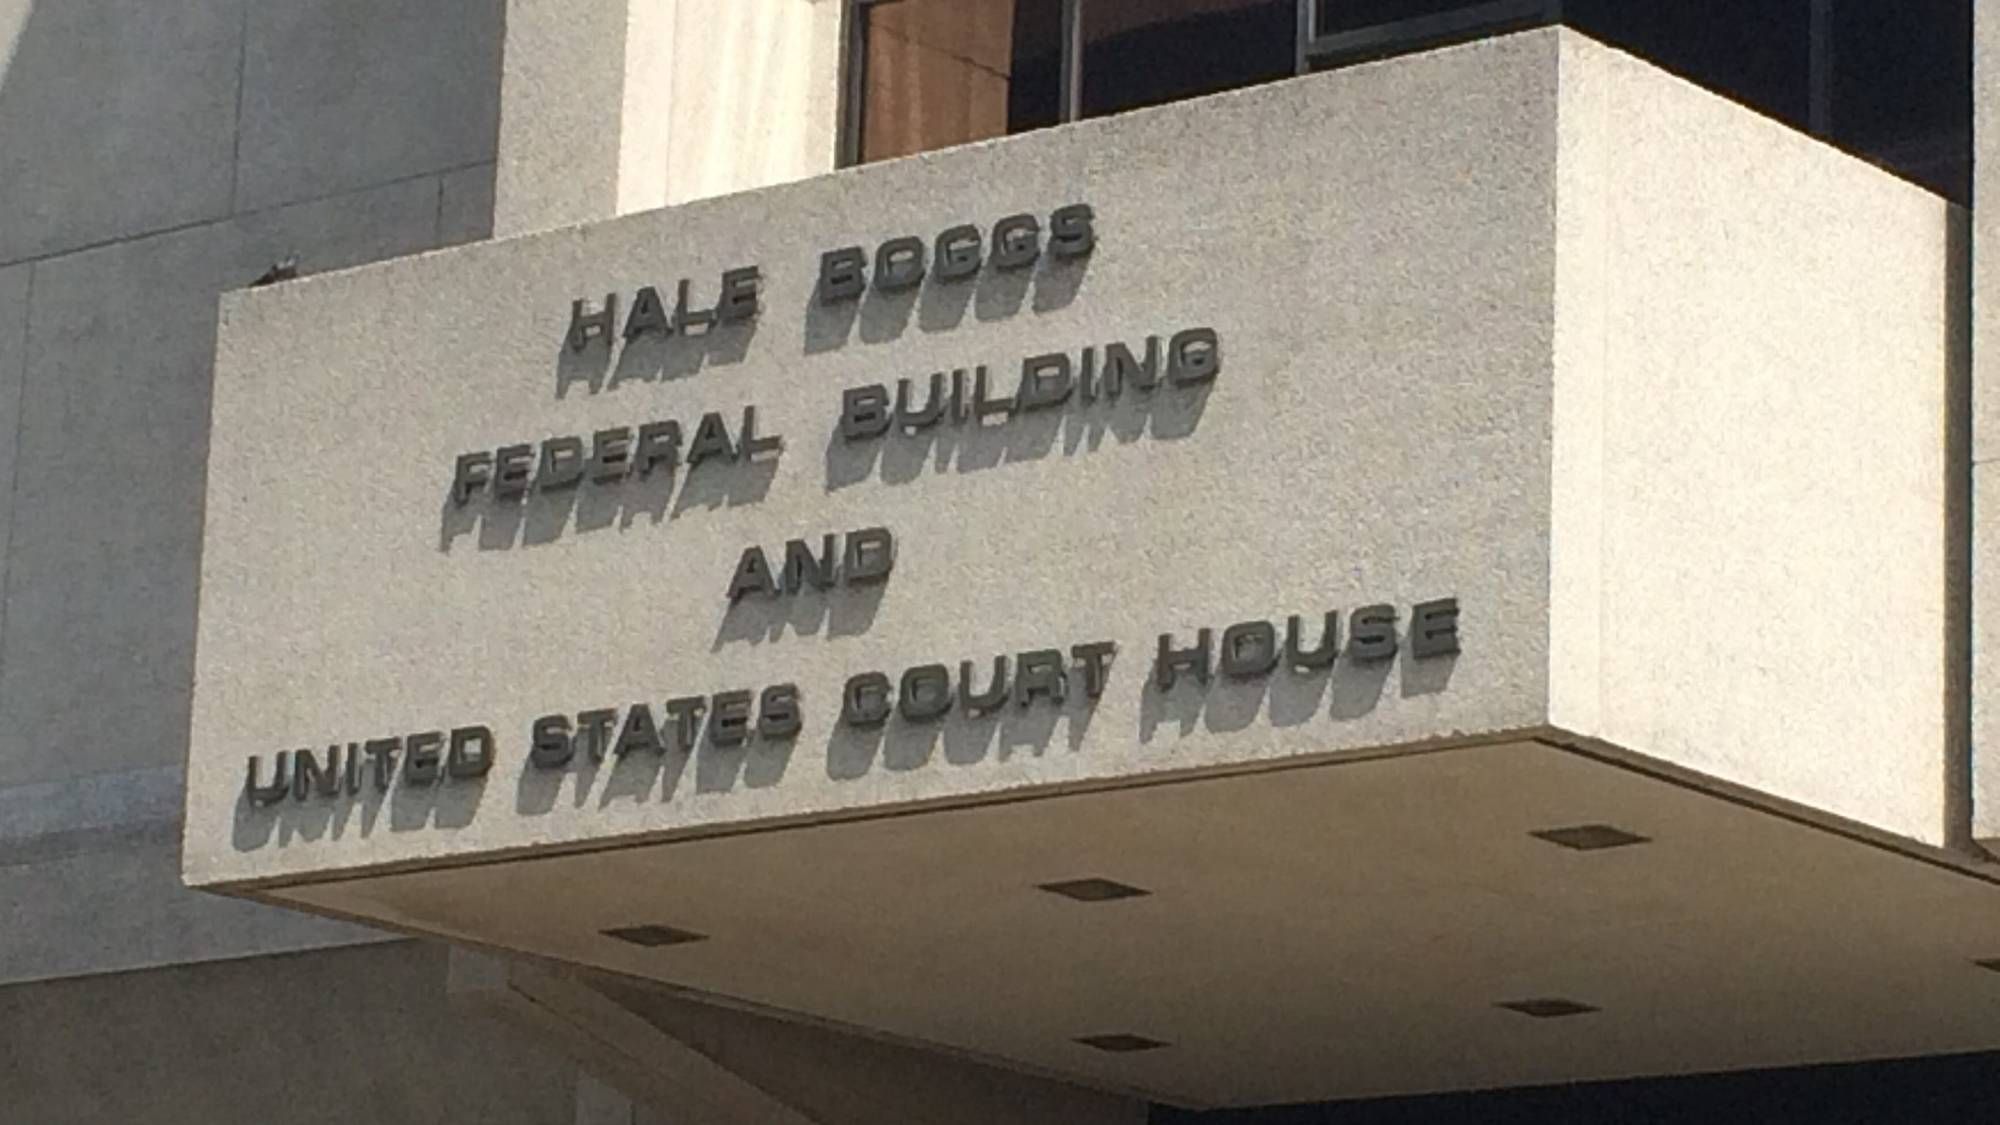 HALE BOGGS
FEDERAL BUILDING
AND
UNITED STATES COURT HOUSE